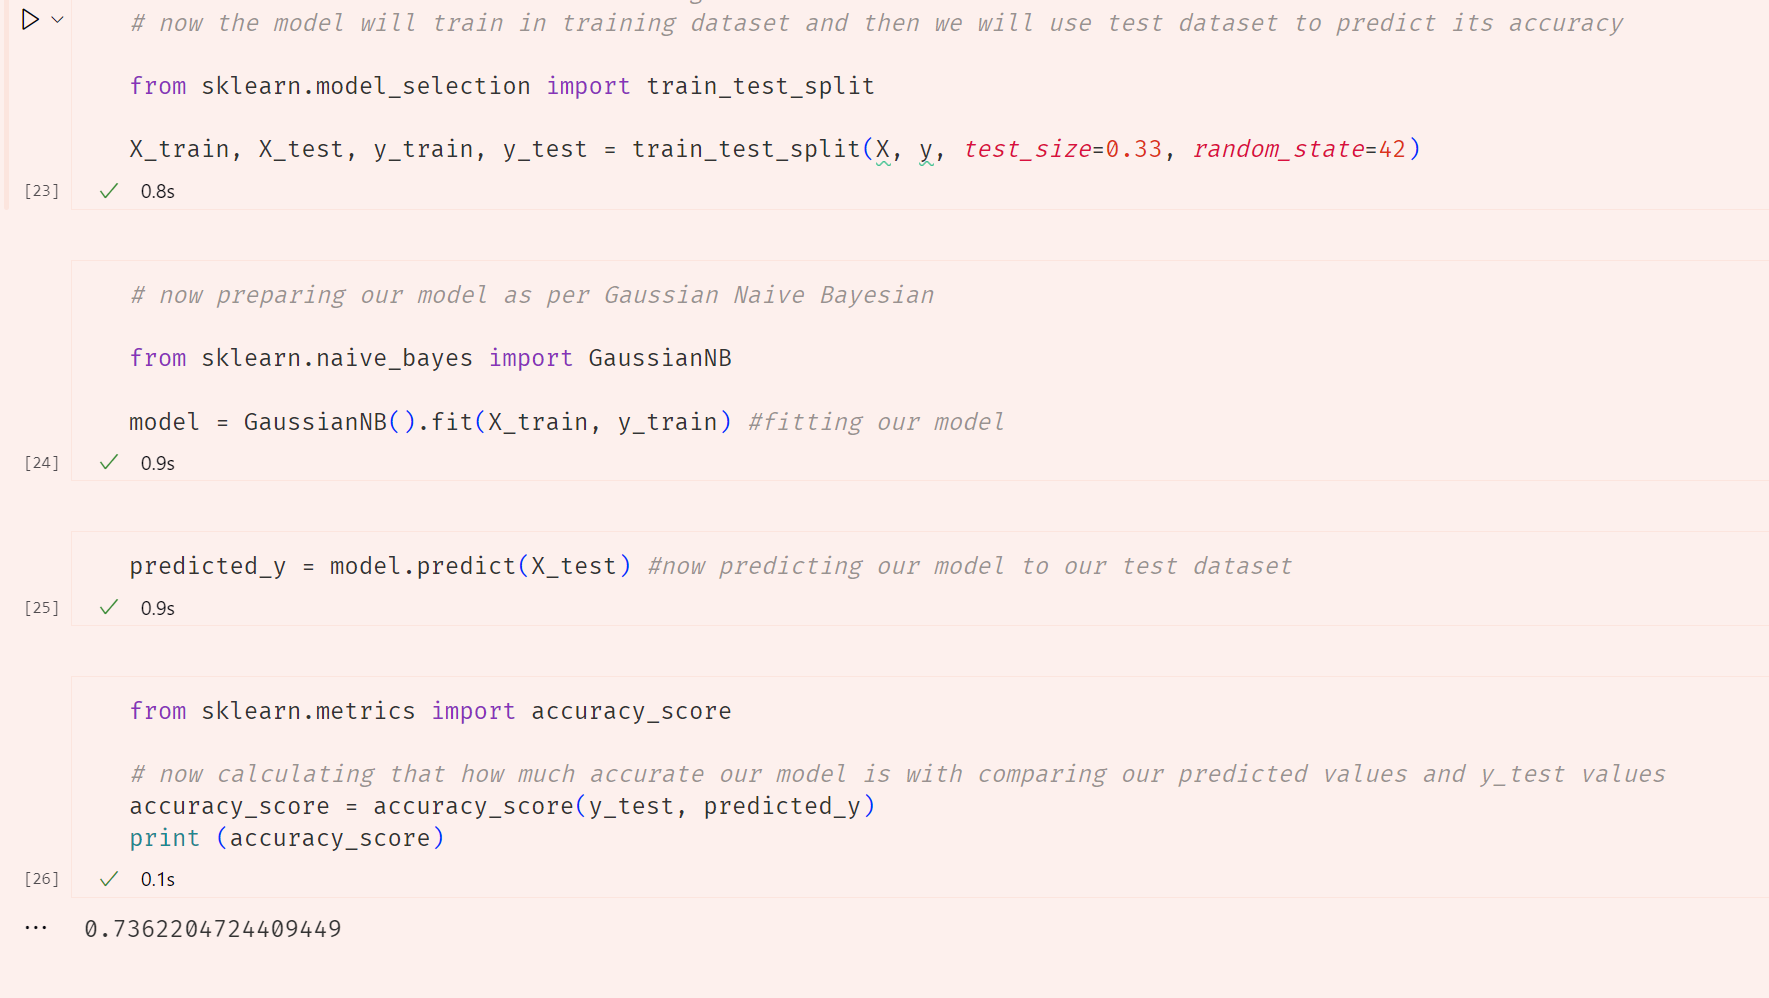 # now the model will train in training dataset and then we will use test dataset to predict its accuracy
from sklearn.model_selection import train_test_split
X_train, X_test, y_train, y_test = train_test_split(X, y, test_size=0.33, random_state=42)
[23] 0.8s
# now preparing our model as per Gaussian Naive Bayesian
from sklearn.naive_bayes import GaussianNB
model = GaussianNB().fit(X_train, y_train) #fitting our model
[24] 0.9s
predicted_y = model.predict(X_test) #now predicting our model to our test dataset
[25] 0.9s
from sklearn.metrics import accuracy_score
# now calculating that how much accurate our model is with comparing our predicted values and y_test values
accuracy_score = accuracy_score(y_test, predicted_y)
print (accuracy_score)
[26] 0.1s
... 0.7362204724409449